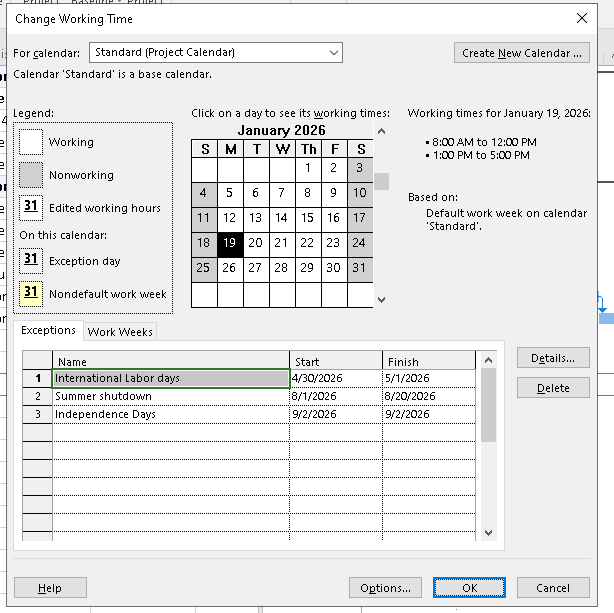 Change Working Time
For calendar: Standard (Project Calendar) Create New Calendar ...
Calendar 'Standard' is a base calendar.
Legend:
Working
Nonworking
31 Edited working hours
On this calendar:
31 Exception day
31 Nondefault work week
Click on a day to see its working times:
January 2026
S M T W Th F S
1 2 3
4 5 6 7 8 9 10
11 12 13 14 15 16 17
18 19 20 21 22 23 24
25 26 27 28 29 30 31
Working times for January 19, 2026:
• 8:00 AM to 12:00 PM
• 1:00 PM to 5:00 PM
Based on:
Default work week on calendar
'Standard'.
Exceptions Work Weeks
Name Start Finish
1 International Labor days 4/30/2026 5/1/2026
2 Summer shutdown 8/1/2026 8/20/2026
3 Independence Days 9/2/2026 9/2/2026
Details...
Delete
Help Options... OK Cancel